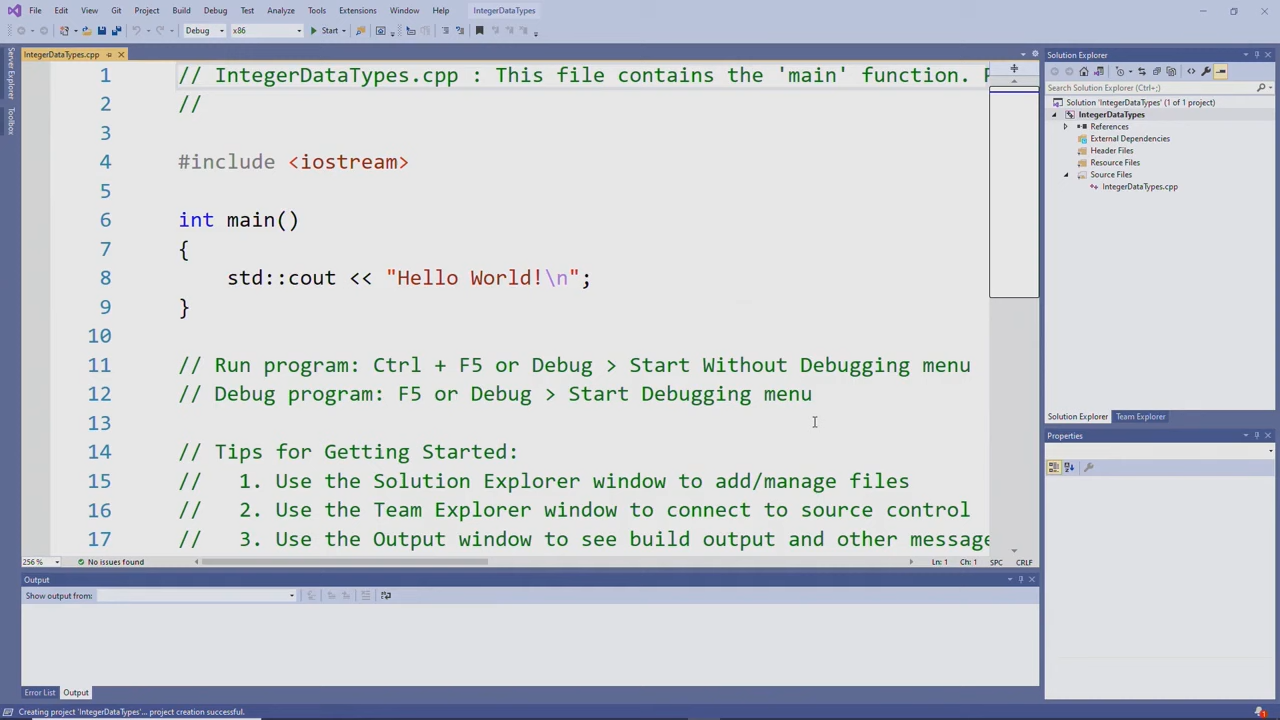 File Edit View Git Project Build Debug Test Analyze Tools Extensions Window Help IntegerDataTypes
Debug x86 Start
Server Explorer
Toolbox
IntegerDataTypes.cpp
1 // IntegerDataTypes.cpp : This file contains the 'main' function. P
2 //
3
4 #include <iostream>
5
6 int main()
7 {
8 std::cout << "Hello World!\n";
9 }
10
11 // Run program: Ctrl + F5 or Debug > Start Without Debugging menu
12 // Debug program: F5 or Debug > Start Debugging menu
13
14 // Tips for Getting Started:
15 // 1. Use the Solution Explorer window to add/manage files
16 // 2. Use the Team Explorer window to connect to source control
17 // 3. Use the Output window to see build output and other message
256 % No issues found Ln: 1 Ch: 1 SPC CRLF
Output
Show output from:
Error List Output
Creating project 'IntegerDataTypes'... project creation successful.
Solution Explorer
Search Solution Explorer (Ctrl+;)
Solution 'IntegerDataTypes' (1 of 1 project)
IntegerDataTypes
References
External Dependencies
Header Files
Resource Files
Source Files
IntegerDataTypes.cpp
Solution Explorer Team Explorer
Properties
1